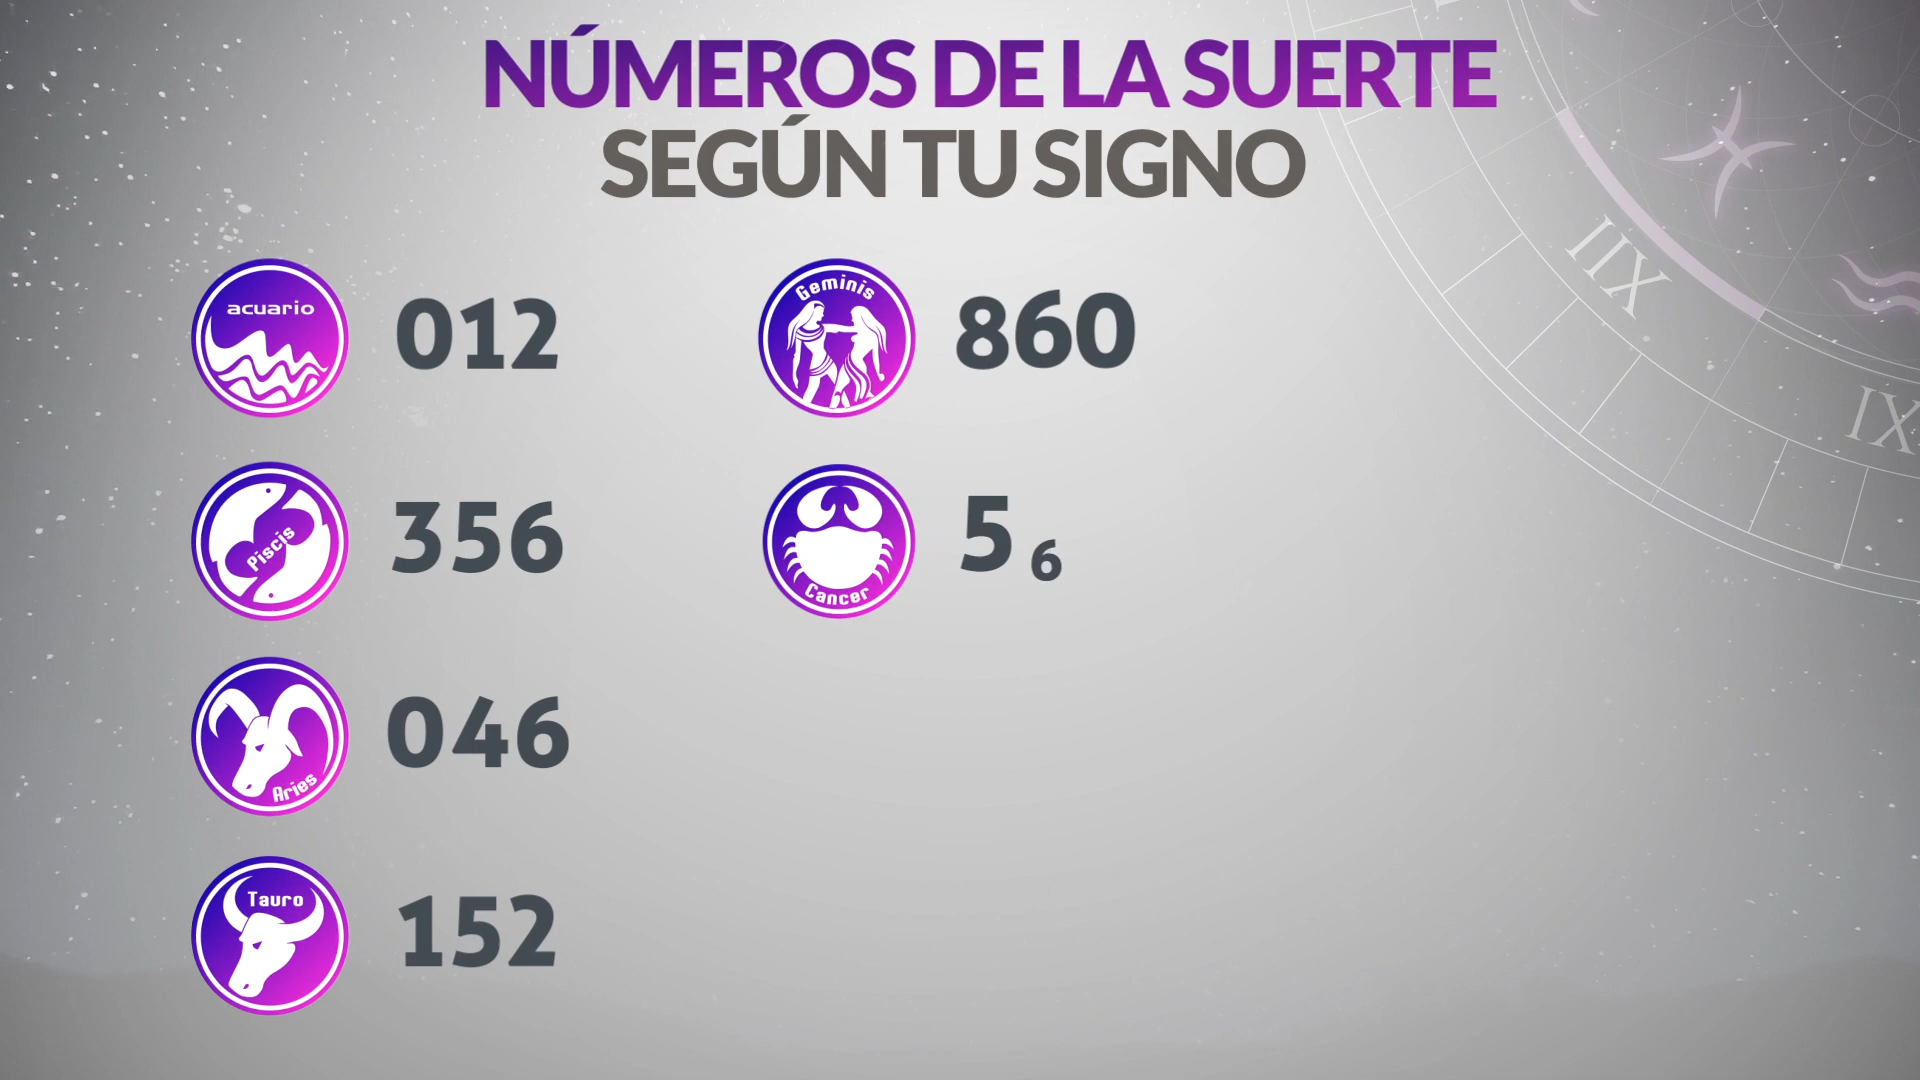 NÚMEROS DE LA SUERTE
SEGÚN TU SIGNO
acuario
012
Piscis
356
Aries
046
Tauro
152
Geminis
860
Cancer
5 6
IIX
IX